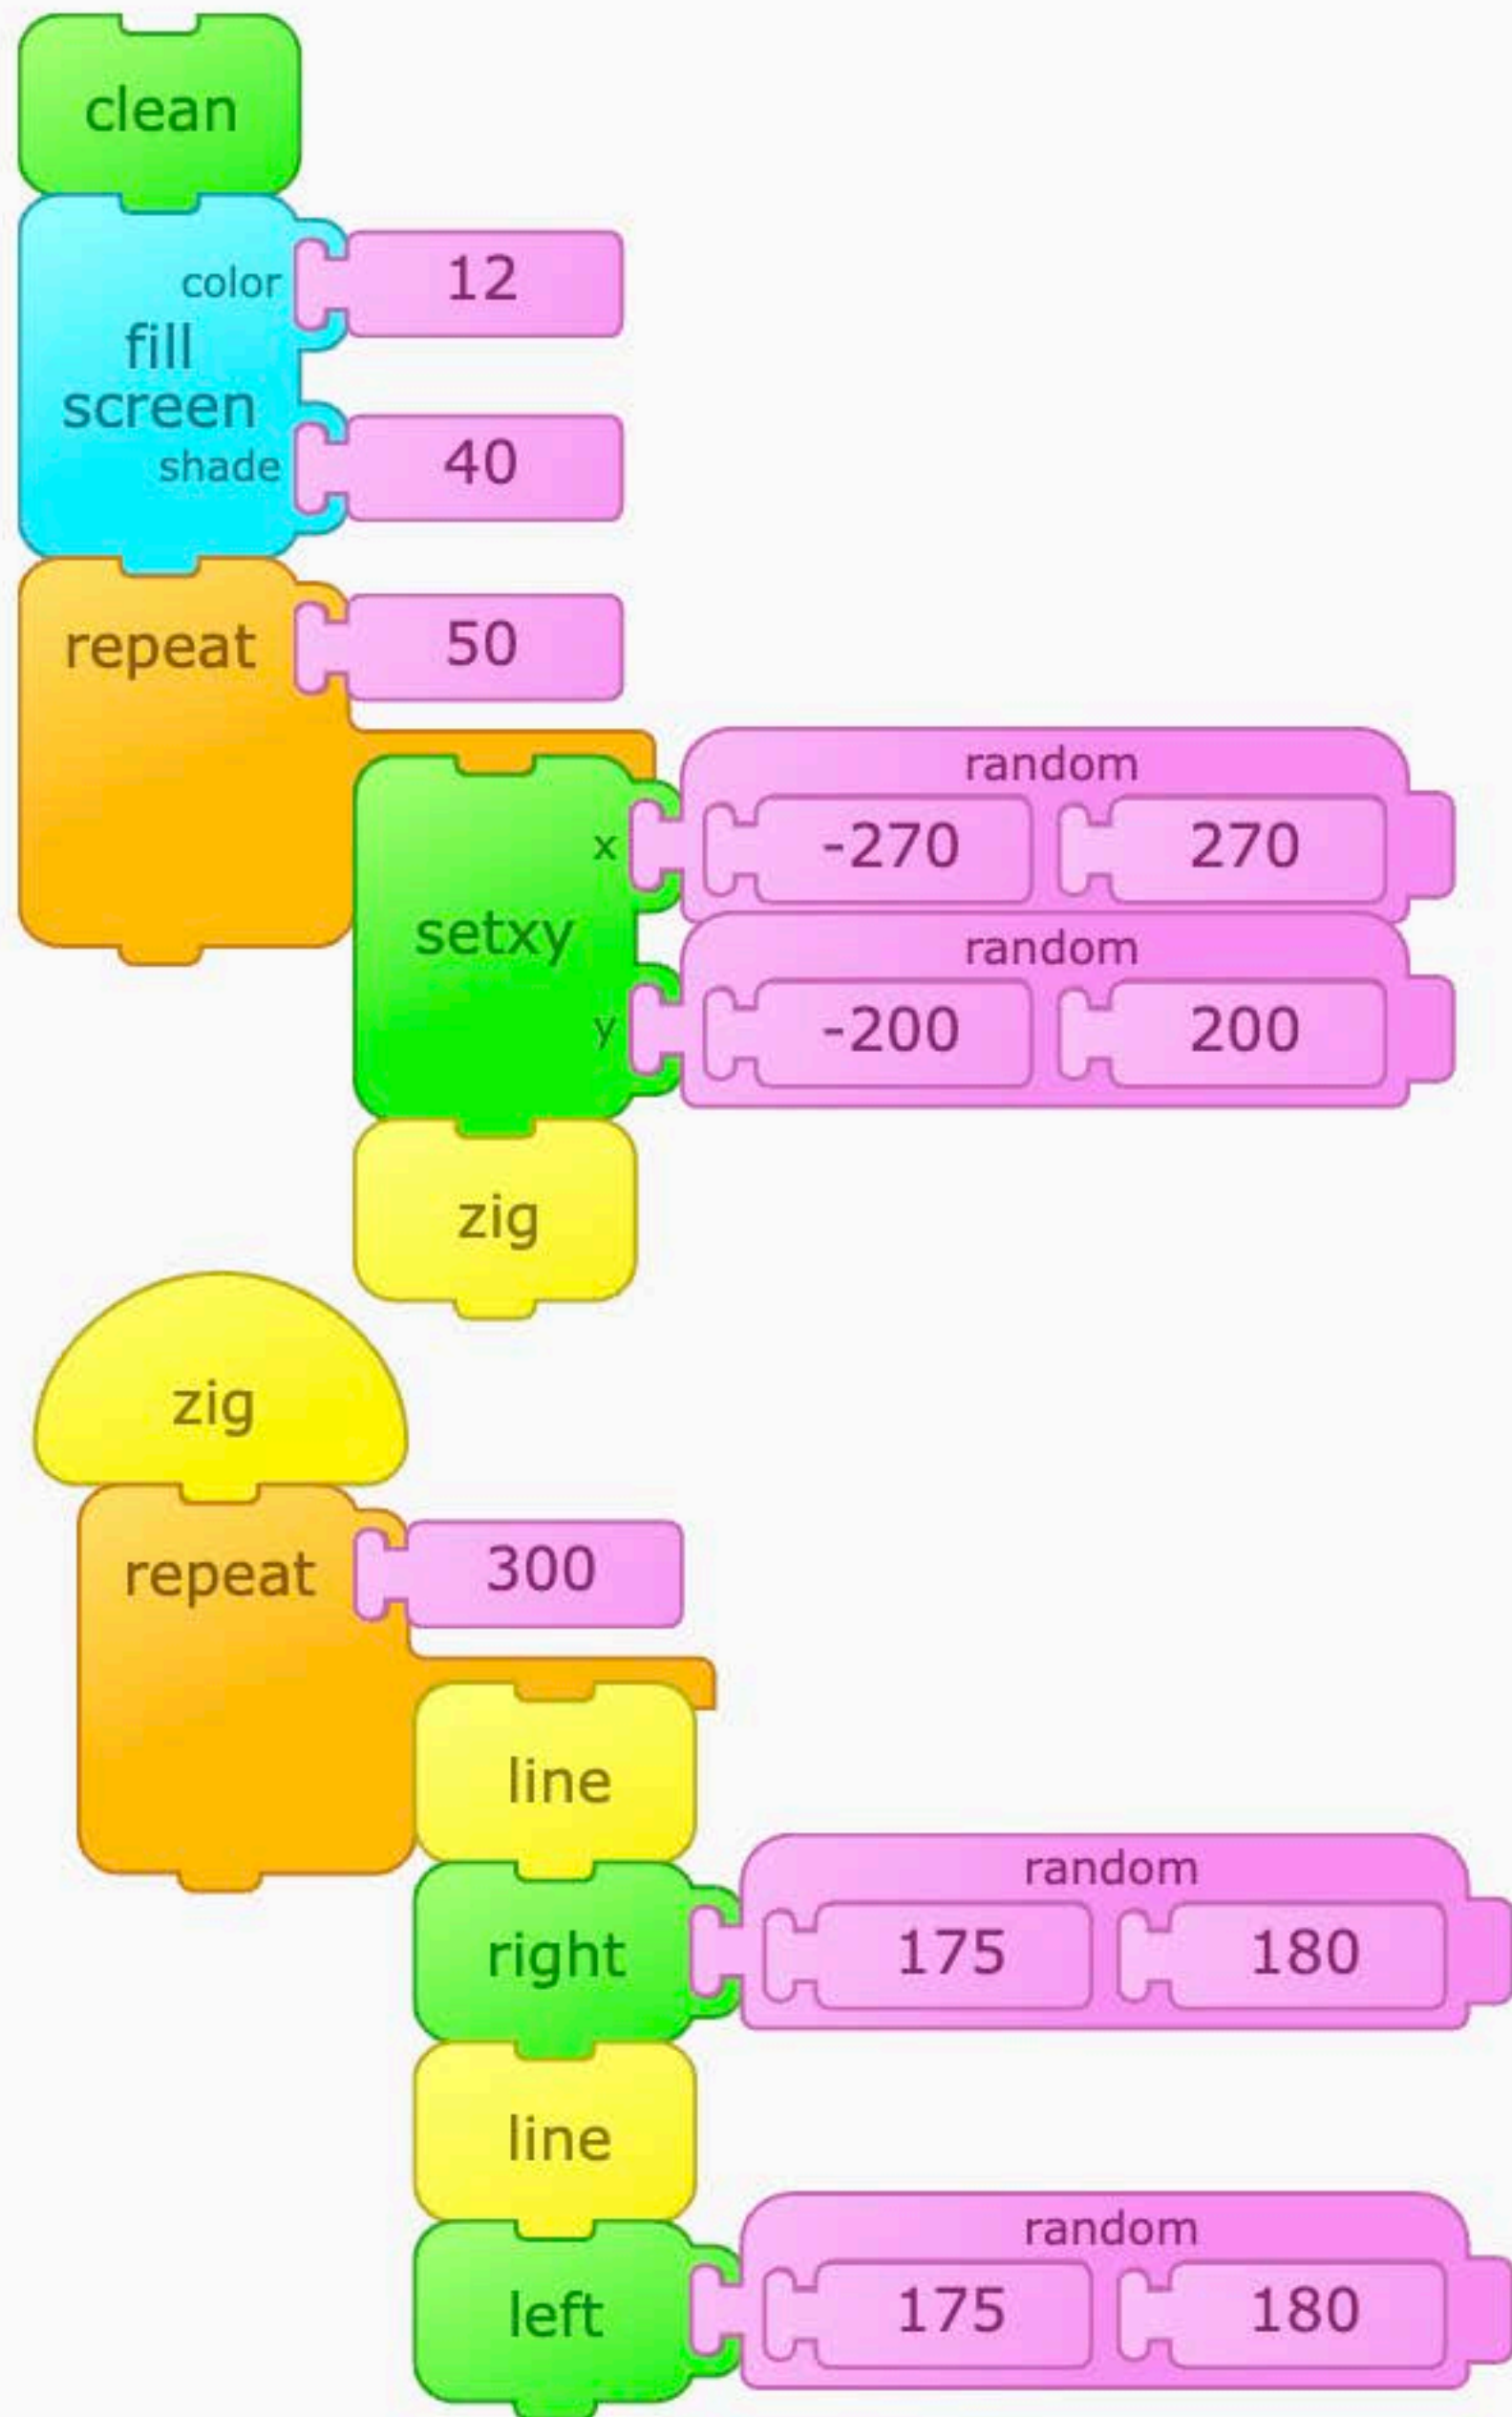 clean
color 12
fill
screen
shade 40
repeat 50
random
x -270 270
setxy
random
y -200 200
zig
zig
repeat 300
line
random
right 175 180
line
random
left 175 180